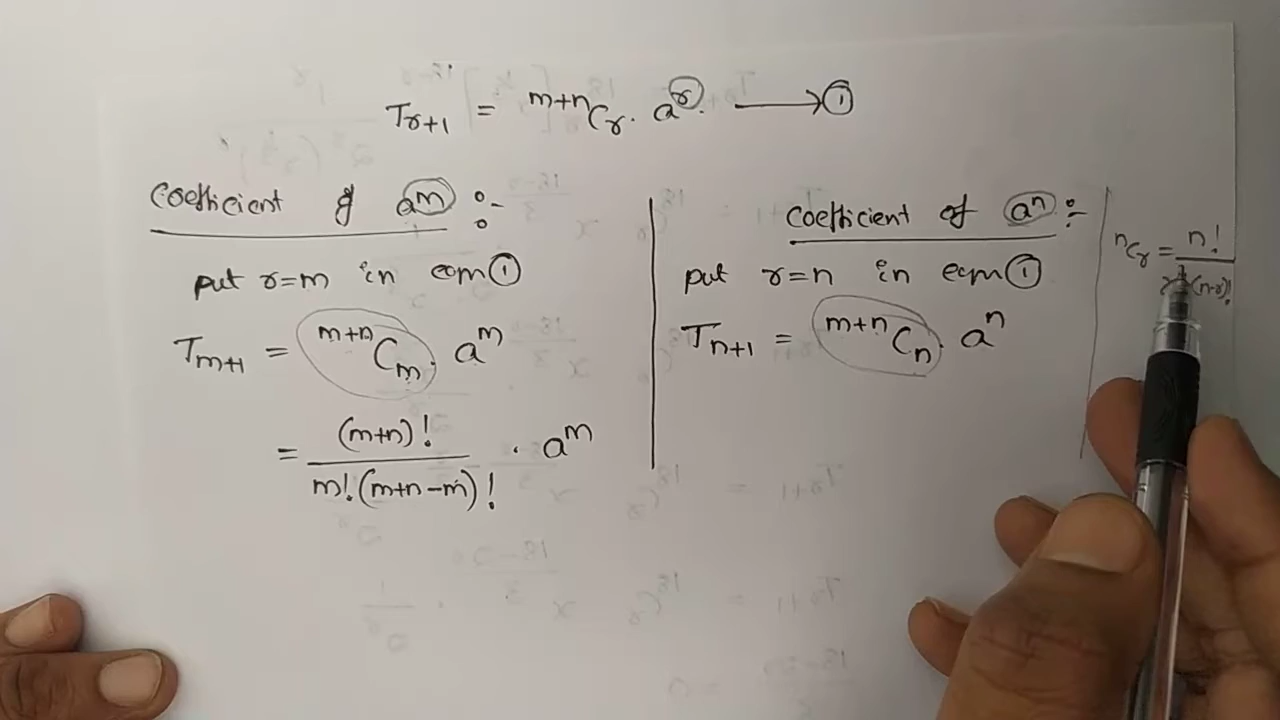 Tr+1 = m+nCr. a^r. ⟶ ①
Coefficient of a^m :-
put r=m in eqn ①
Tm+1 = m+nCm. a^m
= (m+n)! / m!(m+n-m)! . a^m
coefficient of a^n :-
put r=n in eqn ①
Tn+1 = m+nCn. a^n
nCr = n! / (n-r)!